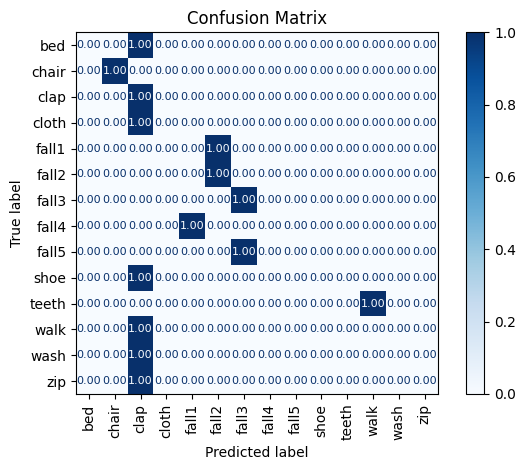 Confusion Matrix
True label
bed 0.00 0.00 1.00 0.00 0.00 0.00 0.00 0.00 0.00 0.00 0.00 0.00 0.00 0.00
chair 0.00 1.00 0.00 0.00 0.00 0.00 0.00 0.00 0.00 0.00 0.00 0.00 0.00 0.00
clap 0.00 0.00 1.00 0.00 0.00 0.00 0.00 0.00 0.00 0.00 0.00 0.00 0.00 0.00
cloth 0.00 0.00 1.00 0.00 0.00 0.00 0.00 0.00 0.00 0.00 0.00 0.00 0.00 0.00
fall1 0.00 0.00 0.00 0.00 0.00 1.00 0.00 0.00 0.00 0.00 0.00 0.00 0.00 0.00
fall2 0.00 0.00 0.00 0.00 0.00 1.00 0.00 0.00 0.00 0.00 0.00 0.00 0.00 0.00
fall3 0.00 0.00 0.00 0.00 0.00 0.00 1.00 0.00 0.00 0.00 0.00 0.00 0.00 0.00
fall4 0.00 0.00 0.00 0.00 1.00 0.00 0.00 0.00 0.00 0.00 0.00 0.00 0.00 0.00
fall5 0.00 0.00 0.00 0.00 0.00 0.00 1.00 0.00 0.00 0.00 0.00 0.00 0.00 0.00
shoe 0.00 0.00 1.00 0.00 0.00 0.00 0.00 0.00 0.00 0.00 0.00 0.00 0.00 0.00
teeth 0.00 0.00 0.00 0.00 0.00 0.00 0.00 0.00 0.00 0.00 0.00 1.00 0.00 0.00
walk 0.00 0.00 1.00 0.00 0.00 0.00 0.00 0.00 0.00 0.00 0.00 0.00 0.00 0.00
wash 0.00 0.00 1.00 0.00 0.00 0.00 0.00 0.00 0.00 0.00 0.00 0.00 0.00 0.00
zip 0.00 0.00 1.00 0.00 0.00 0.00 0.00 0.00 0.00 0.00 0.00 0.00 0.00 0.00
bed chair clap cloth fall1 fall2 fall3 fall4 fall5 shoe teeth walk wash zip
Predicted label
1.0
0.8
0.6
0.4
0.2
0.0